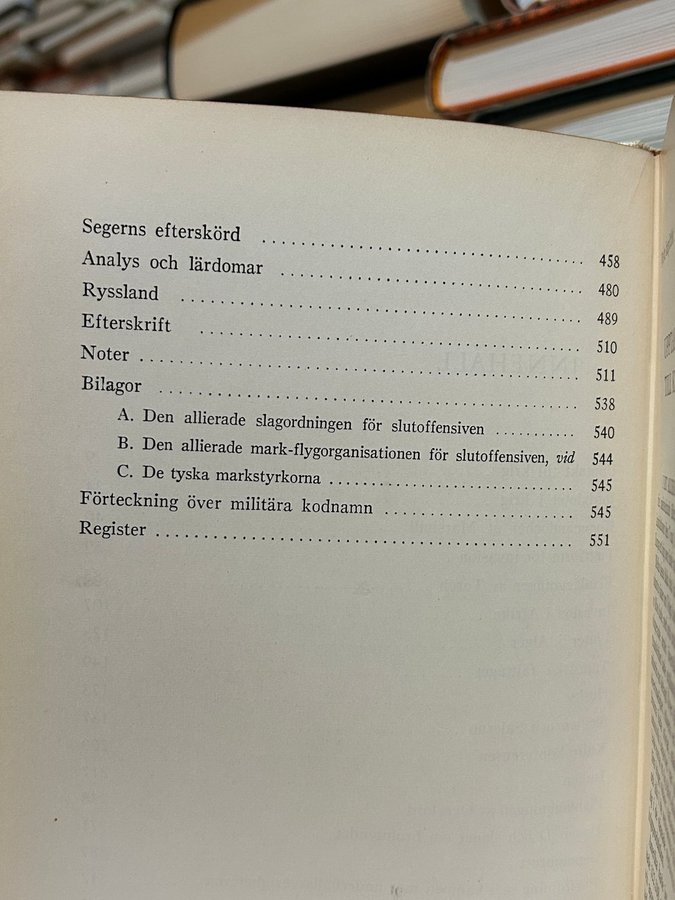 Segerns efterskörd ........................................ 458
Analys och lärdomar ........................................ 480
Ryssland ........................................ 489
Efterskrift ........................................ 510
Noter ........................................ 511
Bilagor ........................................ 538
A. Den allierade slagordningen för slutoffensiven ........... 540
B. Den allierade mark-flygorganisationen för slutoffensiven, vid 544
C. De tyska markstyrkorna ........................................ 545
Förteckning över militära kodnamn ........................ 545
Register ........................................ 551